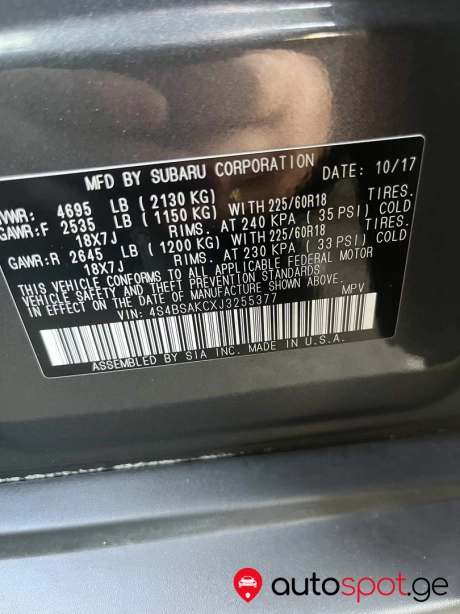 MFD BY SUBARU CORPORATION DATE: 10/17
GVWR: 4695 LB (2130 KG)
GAWR:F 2535 LB (1150 KG) WITH 225/60R18 TIRES.
18X7J RIMS. AT 240 KPA (35 PSI) COLD
GAWR:R 2645 LB (1200 KG) WITH 225/60R18 TIRES.
18X7J RIMS. AT 230 KPA (33 PSI) COLD
THIS VEHICLE CONFORMS TO ALL APPLICABLE FEDERAL MOTOR
VEHICLE SAFETY AND THEFT PREVENTION STANDARDS
IN EFFECT ON THE DATE OF MANUFACTURE SHOWN ABOVE.
VIN: 4S4BSAKCXJ3255377 MPV
ASSEMBLED BY SIA INC. MADE IN U.S.A.
autospot.ge